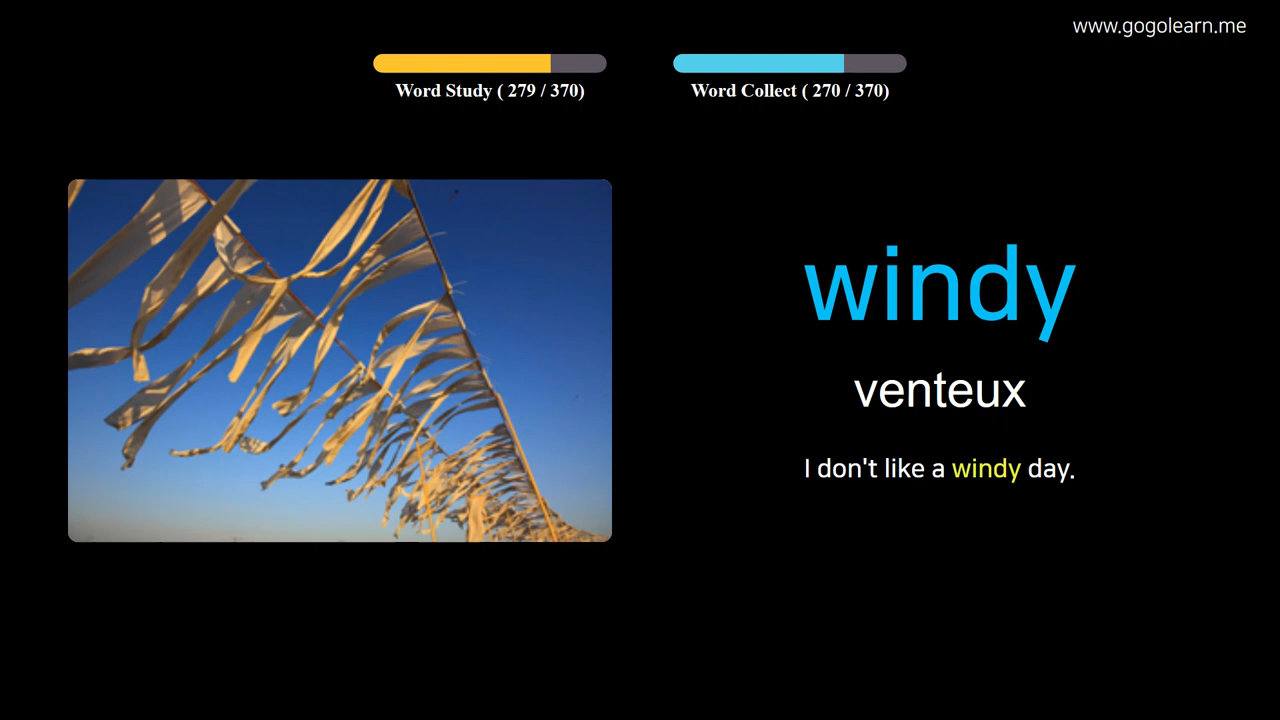 www.gogolearn.me
Word Study ( 279 / 370)
Word Collect ( 270 / 370)
windy
venteux
I don't like a windy day.